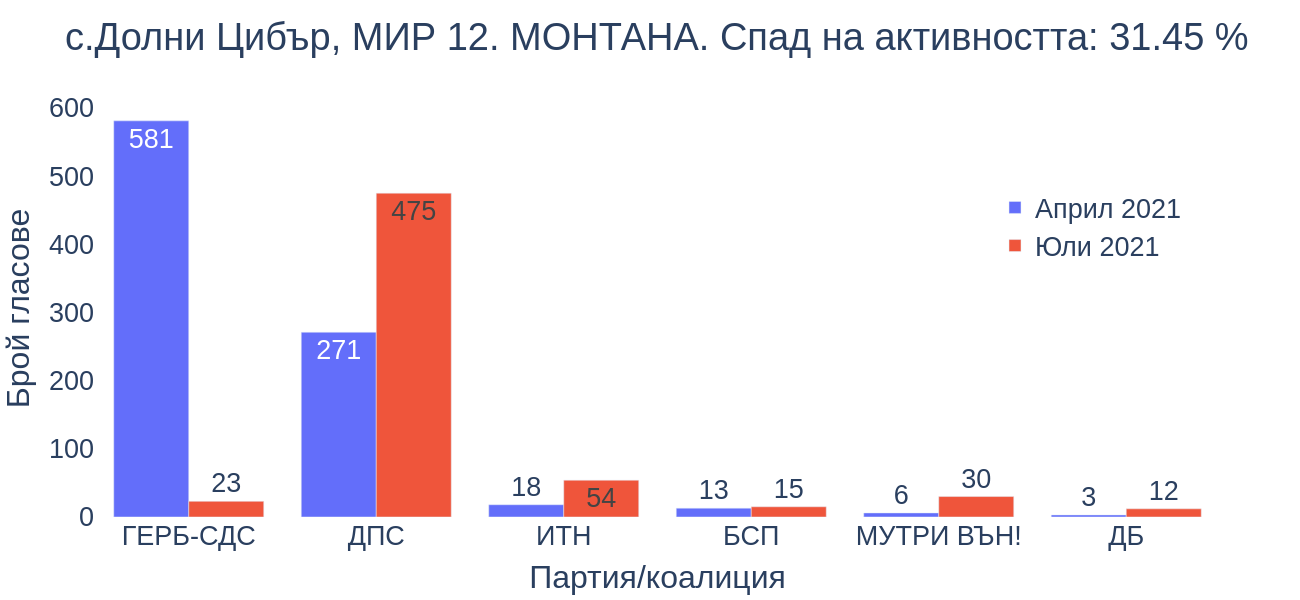 с.Долни Цибър, МИР 12. МОНТАНА. Спад на активността: 31.45 %
Брой гласове
600
500
400
300
200
100
0
581
23
271
475
18
54
13
15
6
30
3
12
Април 2021
Юли 2021
ГЕРБ-СДС
ДПС
ИТН
БСП
МУТРИ ВЪН!
ДБ
Партия/коалиция